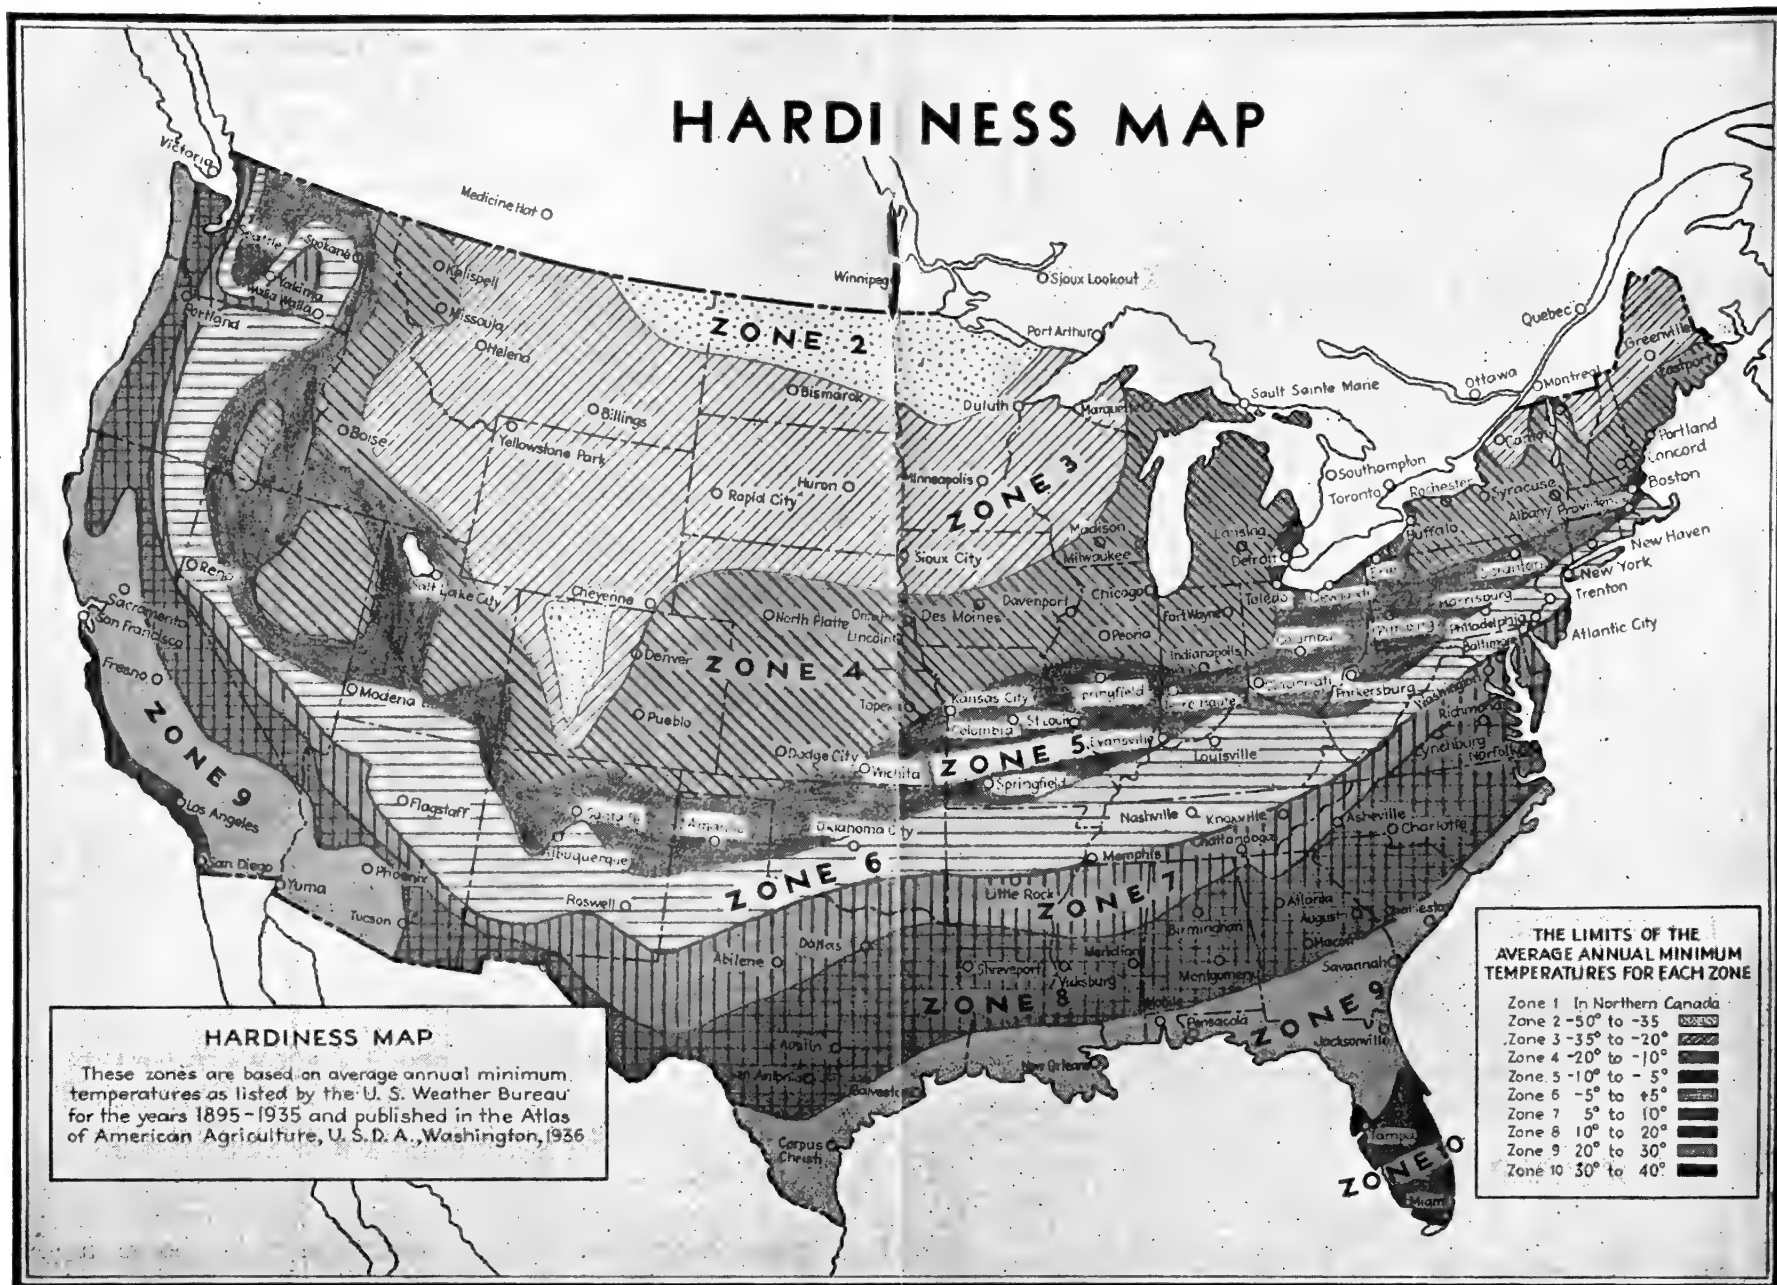 HARDINESS MAP
Victoria
Medicine Hat
Winnipeg
Sioux Lookout
Port Arthur
Quebec
Ottawa
Montreal
Sault Sainte Marie
Southampton
Toronto
Seattle
Spokane
Yakima
Walla Walla
Portland
Kalispell
Missoula
Helena
ZONE 2
Bismarck
Billings
Yellowstone Park
Boise
Duluth
Marquette
Greenville
Eastport
Canton
Portland
Concord
Boston
Rochester
Syracuse
Albany
Buffalo
New Haven
New York
Trenton
Atlantic City
Huron
Rapid City
Minneapolis
ZONE 3
Madison
Milwaukee
Lansing
Detroit
Sioux City
Reno
Salt Lake City
Cheyenne
North Platte
Omaha
Lincoln
Des Moines
Davenport
Chicago
Fort Wayne
Toledo
Cleveland
Erie
Scranton
Harrisburg
Philadelphia
Baltimore
Washington
Peoria
Indianapolis
Sacramento
San Francisco
Fresno
Modena
Denver
ZONE 4
Pueblo
Kansas City
Columbia
St Louis
Terre Haute
Cincinnati
Parkersburg
Richmond
Lynchburg
Norfolk
Dodge City
Wichita
ZONE 5
Evansville
Louisville
Springfield
ZONE 9
Los Angeles
San Diego
Yuma
Phoenix
Tucson
Flagstaff
Santa Fe
Albuquerque
Amarillo
Oklahoma City
Roswell
ZONE 6
Nashville
Knoxville
Chattanooga
Memphis
Asheville
Charlotte
Little Rock
ZONE 7
Atlanta
Augusta
Charleston
Birmingham
Macon
Savannah
Dallas
Abilene
Shreveport
Vicksburg
Meridian
Montgomery
ZONE 8
Mobile
Pensacola
ZONE 9
Jacksonville
Austin
San Antonio
Galveston
New Orleans
Corpus
Christi
Tampa
ZONE 10
Miami
HARDINESS MAP
These zones are based on average annual minimum
temperatures as listed by the U. S. Weather Bureau
for the years 1895-1935 and published in the Atlas
of American Agriculture, U. S. D. A., Washington, 1936
THE LIMITS OF THE
AVERAGE ANNUAL MINIMUM
TEMPERATURES FOR EACH ZONE
Zone 1 In Northern Canada
Zone 2 -50° to -35
Zone 3 -35° to -20°
Zone 4 -20° to -10°
Zone 5 -10° to -5°
Zone 6 -5° to +5°
Zone 7 5° to 10°
Zone 8 10° to 20°
Zone 9 20° to 30°
Zone 10 30° to 40°